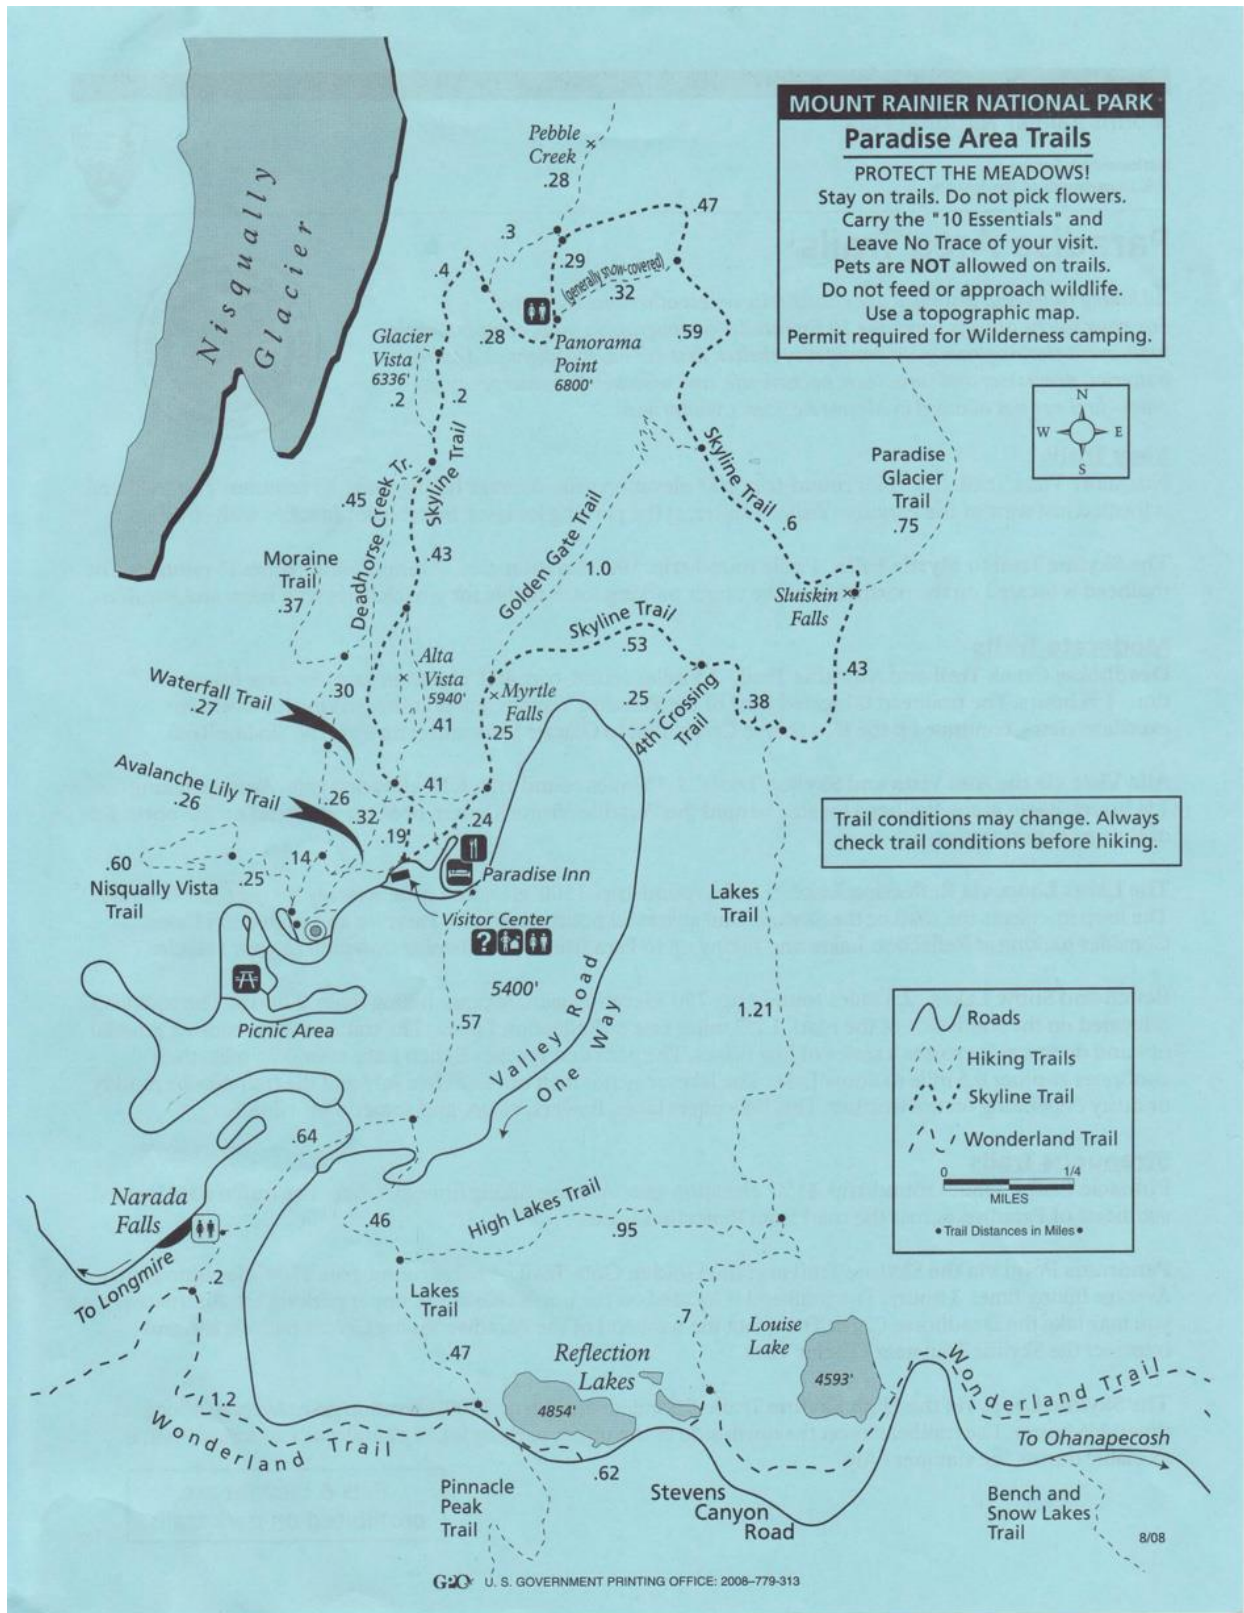 MOUNT RAINIER NATIONAL PARK
Paradise Area Trails
PROTECT THE MEADOWS!
Stay on trails. Do not pick flowers.
Carry the "10 Essentials" and
Leave No Trace of your visit.
Pets are NOT allowed on trails.
Do not feed or approach wildlife.
Use a topographic map.
Permit required for Wilderness camping.
Nisqually
Glacier
Pebble
Creek
.28
.47
.3
.29
.4
(generally snow-covered)
.32
.28
.59
Panorama
Point
6800'
Glacier
Vista
6336'
.2
.2
N
W
E
S
Skyline Trail
Skyline Trail
.6
Paradise
Glacier
Trail
.75
Deadhorse Creek Tr.
.45
.43
Golden Gate Trail
1.0
Moraine
Trail
.37
Sluiskin
Falls
Skyline Trail
.53
Alta
Vista
5940'
.43
Waterfall Trail
.27
.30
Myrtle
Falls
.25
.38
4th Crossing
Trail
.41
.25
Avalanche Lily Trail
.26
.26
.41
.32
.19
.24
Trail conditions may change. Always
check trail conditions before hiking.
.60
Nisqually Vista
Trail
.25
.14
Paradise Inn
Visitor Center
?
5400'
Lakes
Trail
1.21
Picnic Area
.57
Valley Road
One Way
Roads
Hiking Trails
Skyline Trail
Wonderland Trail
0
1/4
MILES
• Trail Distances in Miles •
.64
Narada
Falls
To Longmire
.2
.46
High Lakes Trail
.95
Lakes
Trail
.7
Louise
Lake
4593'
.47
Reflection
Lakes
4854'
1.2
Wonderland Trail
.62
Wonderland Trail
To Ohanapecosh
Pinnacle
Peak
Trail
Stevens
Canyon
Road
Bench and
Snow Lakes
Trail
8/08
GPO U. S. GOVERNMENT PRINTING OFFICE: 2008–779-313